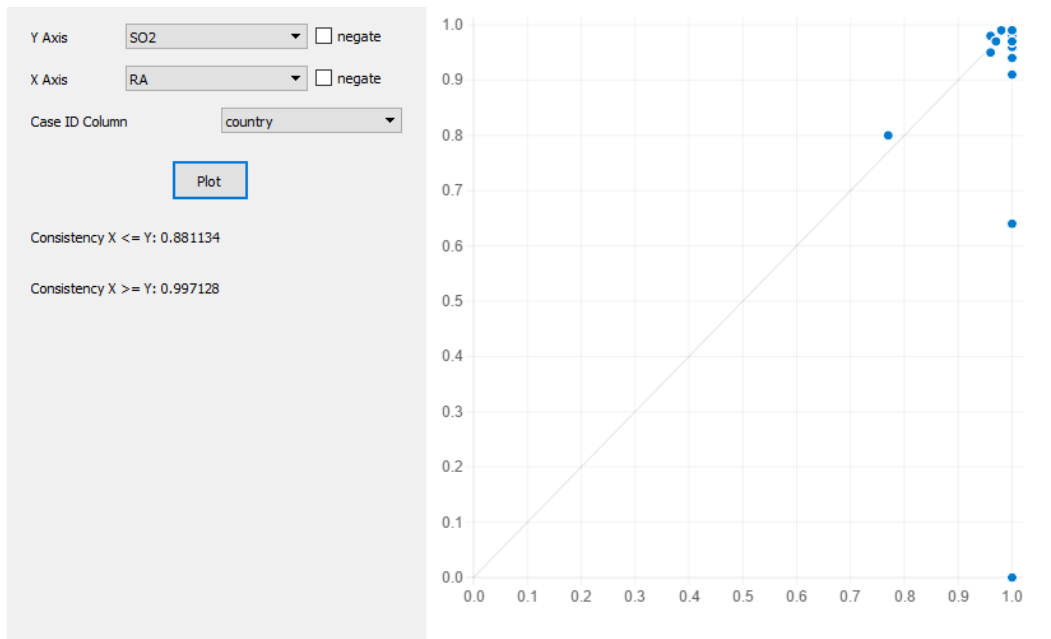 Y Axis SO2 negate
X Axis RA negate
Case ID Column country
Plot
Consistency X <= Y: 0.881134
Consistency X >= Y: 0.997128
1.0
0.9
0.8
0.7
0.6
0.5
0.4
0.3
0.2
0.1
0.0
0.0 0.1 0.2 0.3 0.4 0.5 0.6 0.7 0.8 0.9 1.0